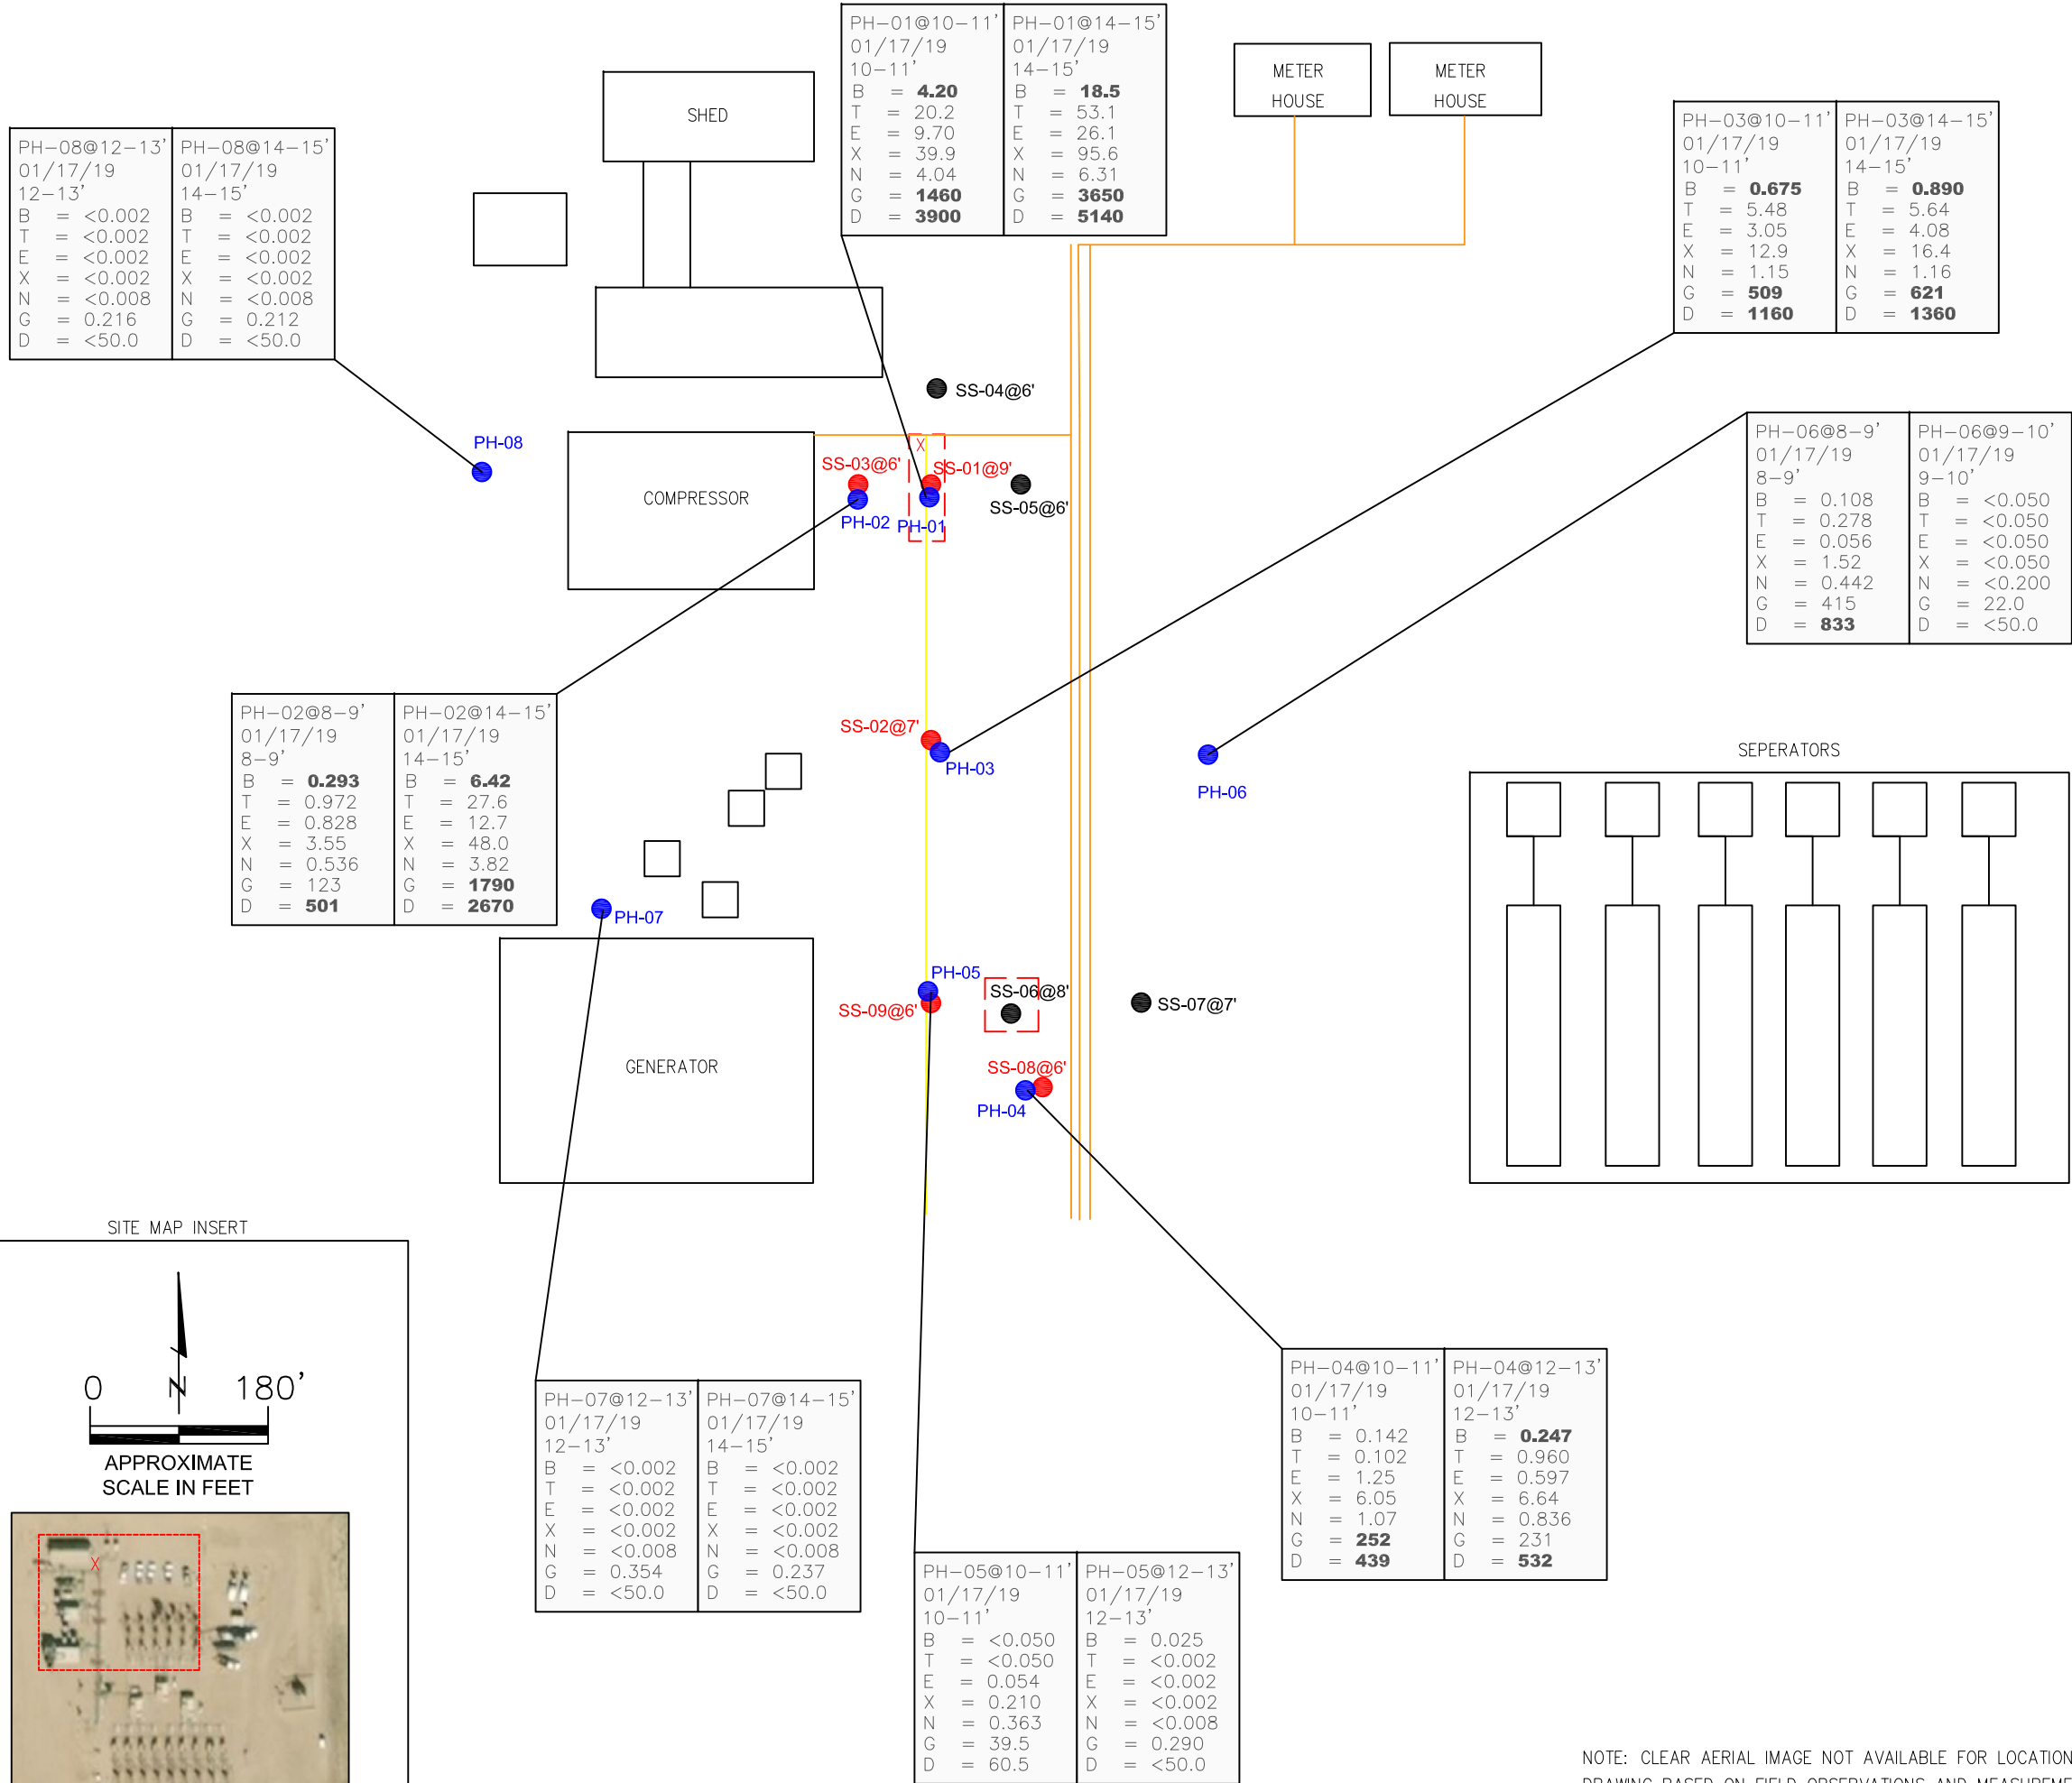 PH-01@10-11'
01/17/19
10-11'
B = 4.20
T = 20.2
E = 9.70
X = 39.9
N = 4.04
G = 1460
D = 3900
PH-01@14-15'
01/17/19
14-15'
B = 18.5
T = 53.1
E = 26.1
X = 95.6
N = 6.31
G = 3650
D = 5140
METER
HOUSE
METER
HOUSE
SHED
PH-08@12-13'
01/17/19
12-13'
B = <0.002
T = <0.002
E = <0.002
X = <0.002
N = <0.008
G = 0.216
D = <50.0
PH-08@14-15'
01/17/19
14-15'
B = <0.002
T = <0.002
E = <0.002
X = <0.002
N = <0.008
G = 0.212
D = <50.0
PH-03@10-11'
01/17/19
10-11'
B = 0.675
T = 5.48
E = 3.05
X = 12.9
N = 1.15
G = 509
D = 1160
PH-03@14-15'
01/17/19
14-15'
B = 0.890
T = 5.64
E = 4.08
X = 16.4
N = 1.16
G = 621
D = 1360
SS-04@6'
PH-08
X
SS-03@6'
SS-01@9'
COMPRESSOR
SS-05@6'
PH-02
PH-01
PH-06@8-9'
01/17/19
8-9'
B = 0.108
T = 0.278
E = 0.056
X = 1.52
N = 0.442
G = 415
D = 833
PH-06@9-10'
01/17/19
9-10'
B = <0.050
T = <0.050
E = <0.050
X = <0.050
N = <0.200
G = 22.0
D = <50.0
PH-02@8-9'
01/17/19
8-9'
B = 0.293
T = 0.972
E = 0.828
X = 3.55
N = 0.536
G = 123
D = 501
PH-02@14-15'
01/17/19
14-15'
B = 6.42
T = 27.6
E = 12.7
X = 48.0
N = 3.82
G = 1790
D = 2670
SS-02@7'
PH-03
PH-06
SEPERATORS
PH-07
PH-05
SS-09@6'
SS-06@8'
SS-07@7'
GENERATOR
SS-08@6'
PH-04
SITE MAP INSERT
0 N 180'
APPROXIMATE
SCALE IN FEET
X
PH-07@12-13'
01/17/19
12-13'
B = <0.002
T = <0.002
E = <0.002
X = <0.002
N = <0.008
G = 0.354
D = <50.0
PH-07@14-15'
01/17/19
14-15'
B = <0.002
T = <0.002
E = <0.002
X = <0.002
N = <0.008
G = 0.237
D = <50.0
PH-04@10-11'
01/17/19
10-11'
B = 0.142
T = 0.102
E = 1.25
X = 6.05
N = 1.07
G = 252
D = 439
PH-04@12-13'
01/17/19
12-13'
B = 0.247
T = 0.960
E = 0.597
X = 6.64
N = 0.836
G = 231
D = 532
PH-05@10-11'
01/17/19
10-11'
B = <0.050
T = <0.050
E = 0.054
X = 0.210
N = 0.363
G = 39.5
D = 60.5
PH-05@12-13'
01/17/19
12-13'
B = 0.025
T = <0.002
E = <0.002
X = <0.002
N = <0.008
G = 0.290
D = <50.0
NOTE: CLEAR AERIAL IMAGE NOT AVAILABLE FOR LOCATION
DRAWING BASED ON FIELD OBSERVATIONS AND